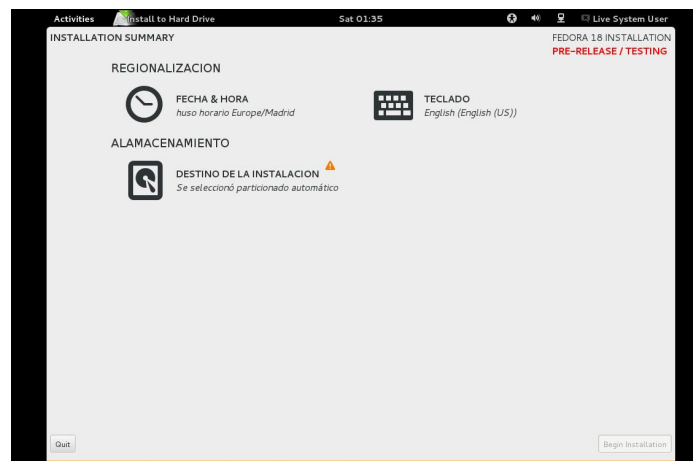 Activities Install to Hard Drive Sat 01:35 Live System User
INSTALLATION SUMMARY
FEDORA 18 INSTALLATION
PRE-RELEASE / TESTING
REGIONALIZACION
FECHA & HORA
huso horario Europe/Madrid
TECLADO
English (English (US))
ALAMACENAMIENTO
DESTINO DE LA INSTALACION
Se seleccionó particionado automático
Quit
Begin Installation